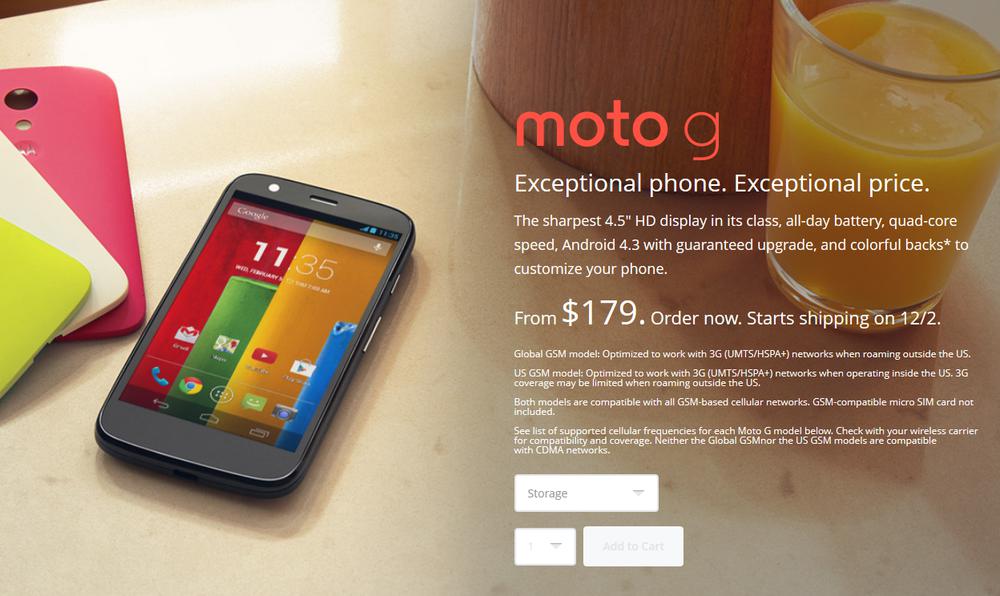 moto g
Exceptional phone. Exceptional price.
The sharpest 4.5" HD display in its class, all-day battery, quad-core
speed, Android 4.3 with guaranteed upgrade, and colorful backs* to
customize your phone.
From $179. Order now. Starts shipping on 12/2.
Global GSM model: Optimized to work with 3G (UMTS/HSPA+) networks when roaming outside the US.
US GSM model: Optimized to work with 3G (UMTS/HSPA+) networks when operating inside the US. 3G
coverage may be limited when roaming outside the US.
Both models are compatible with all GSM-based cellular networks. GSM-compatible micro SIM card not
included.
See list of supported cellular frequencies for each Moto G model below. Check with your wireless carrier
for compatibility and coverage. Neither the Global GSMnor the US GSM models are compatible
with CDMA networks.
Storage
1 Add to Cart
Google
11:35
11:35
WED, FEBRUARY
Gmail
Maps
YouTube
Play Store